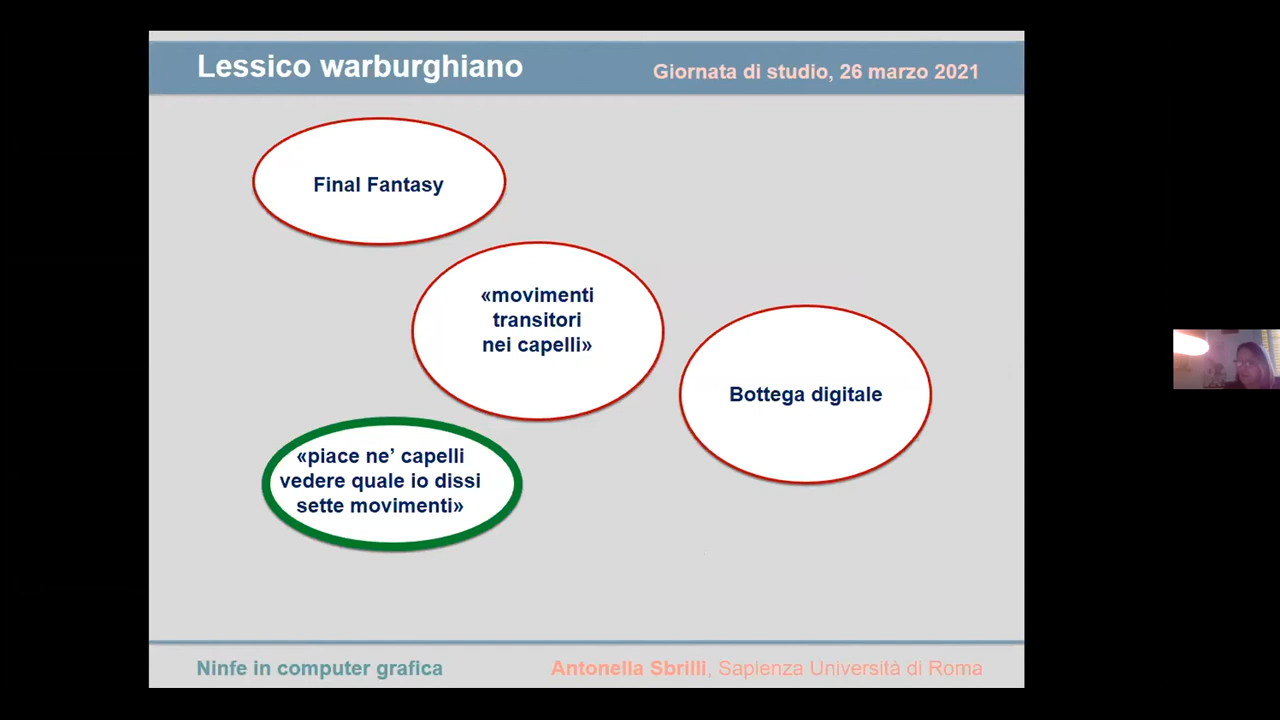 Lessico warburghiano
Giornata di studio, 26 marzo 2021
Final Fantasy
«movimenti
transitori
nei capelli»
Bottega digitale
«piace ne’ capelli
vedere quale io dissi
sette movimenti»
Ninfe in computer grafica
Antonella Sbrilli, Sapienza Università di Roma